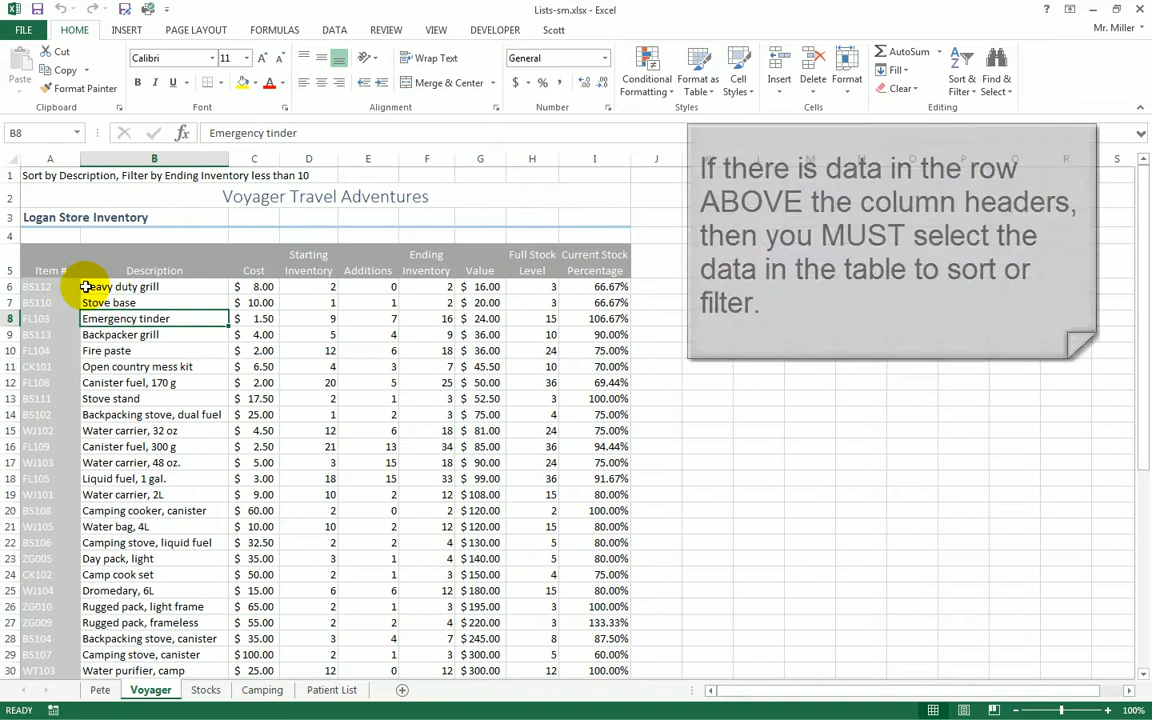 Lists-sm.xlsx - Excel
FILE HOME INSERT PAGE LAYOUT FORMULAS DATA REVIEW VIEW DEVELOPER Scott Mr. Miller
Paste Cut Copy Format Painter
Calibri 11
B I U
Wrap Text
Merge & Center
General
$ % ,
Conditional Formatting Format as Table Cell Styles Insert Delete Format
AutoSum Fill Clear Sort & Filter Find & Select
Clipboard Font Alignment Number Styles Cells Editing
B8 fx Emergency tinder
A B C D E F G H I J K L M N O P Q R S
1 Sort by Description, Filter by Ending Inventory less than 10
2 Voyager Travel Adventures
3 Logan Store Inventory
4
Starting Ending Full Stock Current Stock
5 Item # Description Cost Inventory Additions Inventory Value Level Percentage
6 BS112 Heavy duty grill $ 8.00 2 0 2 $ 16.00 3 66.67%
7 BS110 Stove base $ 10.00 1 1 2 $ 20.00 3 66.67%
8 FL103 Emergency tinder $ 1.50 9 7 16 $ 24.00 15 106.67%
9 BS113 Backpacker grill $ 4.00 5 4 9 $ 36.00 10 90.00%
10 FL104 Fire paste $ 2.00 12 6 18 $ 36.00 24 75.00%
11 CK101 Open country mess kit $ 6.50 4 3 7 $ 45.50 10 70.00%
12 FL108 Canister fuel, 170 g $ 2.00 20 5 25 $ 50.00 36 69.44%
13 BS111 Stove stand $ 17.50 2 1 3 $ 52.50 3 100.00%
14 BS102 Backpacking stove, dual fuel $ 25.00 1 2 3 $ 75.00 4 75.00%
15 WJ102 Water carrier, 32 oz $ 4.50 12 6 18 $ 81.00 24 75.00%
16 FL109 Canister fuel, 300 g $ 2.50 21 13 34 $ 85.00 36 94.44%
17 WJ103 Water carrier, 48 oz. $ 5.00 3 15 18 $ 90.00 24 75.00%
18 FL105 Liquid fuel, 1 gal. $ 3.00 18 15 33 $ 99.00 36 91.67%
19 WJ101 Water carrier, 2L $ 9.00 10 2 12 $ 108.00 15 80.00%
20 BS108 Camping cooker, canister $ 60.00 2 0 2 $ 120.00 2 100.00%
21 WJ105 Water bag, 4L $ 10.00 10 2 12 $ 120.00 15 80.00%
22 BS106 Camping stove, liquid fuel $ 32.50 2 2 4 $ 130.00 5 80.00%
23 ZG005 Day pack, light $ 35.00 3 1 4 $ 140.00 5 80.00%
24 CK102 Camp cook set $ 50.00 2 1 3 $ 150.00 4 75.00%
25 WJ104 Dromedary, 6L $ 15.00 6 6 12 $ 180.00 15 80.00%
26 ZG010 Rugged pack, light frame $ 65.00 2 1 3 $ 195.00 3 100.00%
27 ZG009 Rugged pack, frameless $ 55.00 2 2 4 $ 220.00 3 133.33%
28 BS104 Backpacking stove, canister $ 35.00 3 4 7 $ 245.00 8 87.50%
29 BS107 Camping stove, canister $ 100.00 2 1 3 $ 300.00 5 60.00%
30 WT103 Water purifier, camp $ 25.00 12 0 12 $ 300.00 12 100.00%
If there is data in the row
ABOVE the column headers,
then you MUST select the
data in the table to sort or
filter.
Pete Voyager Stocks Camping Patient List
READY 100%